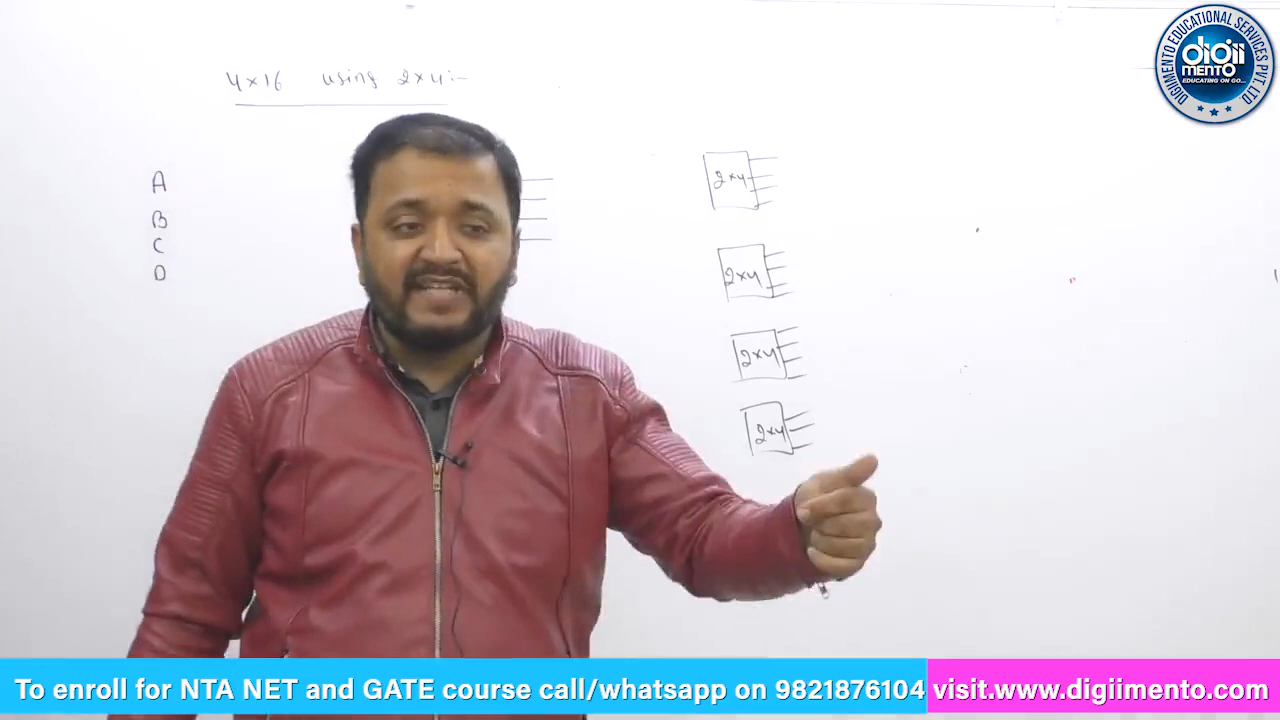 4×16 using 2×4:-
A
B
C
D
2×4
2×4
2×4
2×4
DIGIIMENTO EDUCATIONAL SERVICES PVT. LTD
digii
MENTO
EDUCATING ON GO...
To enroll for NTA NET and GATE course call/whatsapp on 9821876104 visit.www.digiimento.com